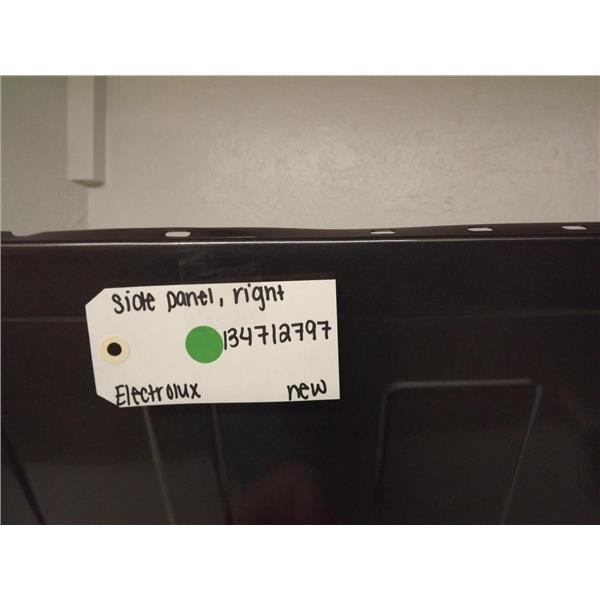 side panel, right
134712797
Electrolux new